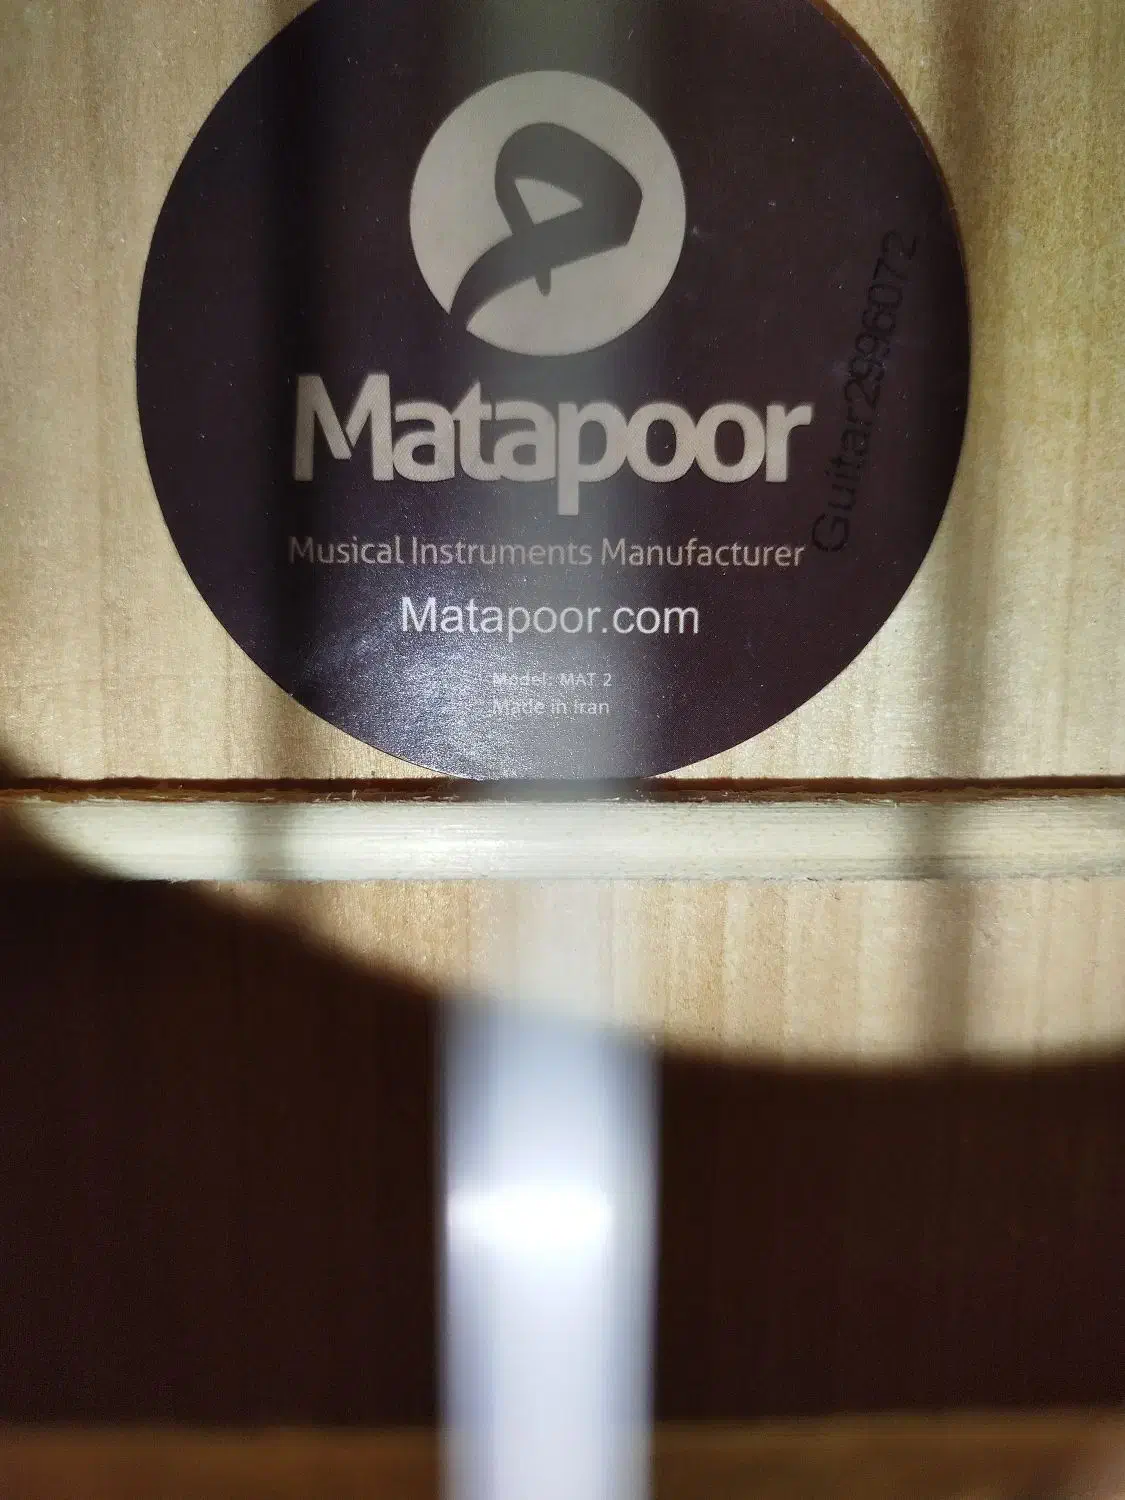 Matapoor
Musical Instruments Manufacturer
Matapoor.com
Model: MAT 2
Made in Iran
Guitar2996072